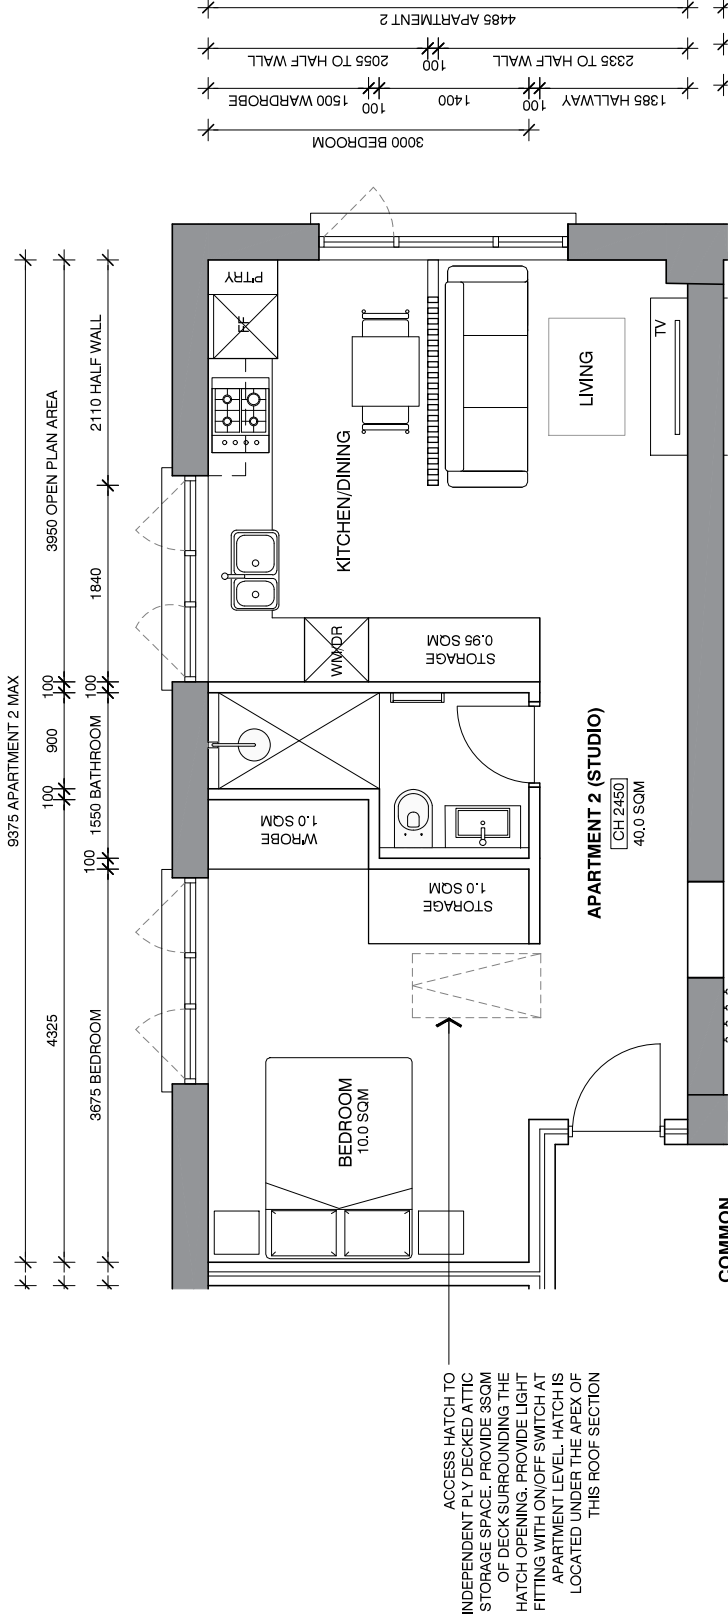 4485 APARTMENT 2
2055 TO HALF WALL
100
2335 TO HALF WALL
1500 WARDROBE
100
1400
100
1385 HALLWAY
3000 BEDROOM
9375 APARTMENT 2 MAX
3950 OPEN PLAN AREA
100
900
100
4325
2110 HALF WALL
1840
100
1550 BATHROOM
100
3675 BEDROOM
P'TRY
FF
KITCHEN/DINING
LIVING
TV
WM/DR
STORAGE
0.95 SQM
W'ROBE
1.0 SQM
STORAGE
1.0 SQM
APARTMENT 2 (STUDIO)
CH 2450
40.0 SQM
BEDROOM
10.0 SQM
COMMON
ACCESS HATCH TO
INDEPENDENT PLY DECKED ATTIC
STORAGE SPACE. PROVIDE 3SQM
OF DECK SURROUNDING THE
HATCH OPENING. PROVIDE LIGHT
FITTING WITH ON/OFF SWITCH AT
APARTMENT LEVEL. HATCH IS
LOCATED UNDER THE APEX OF
THIS ROOF SECTION